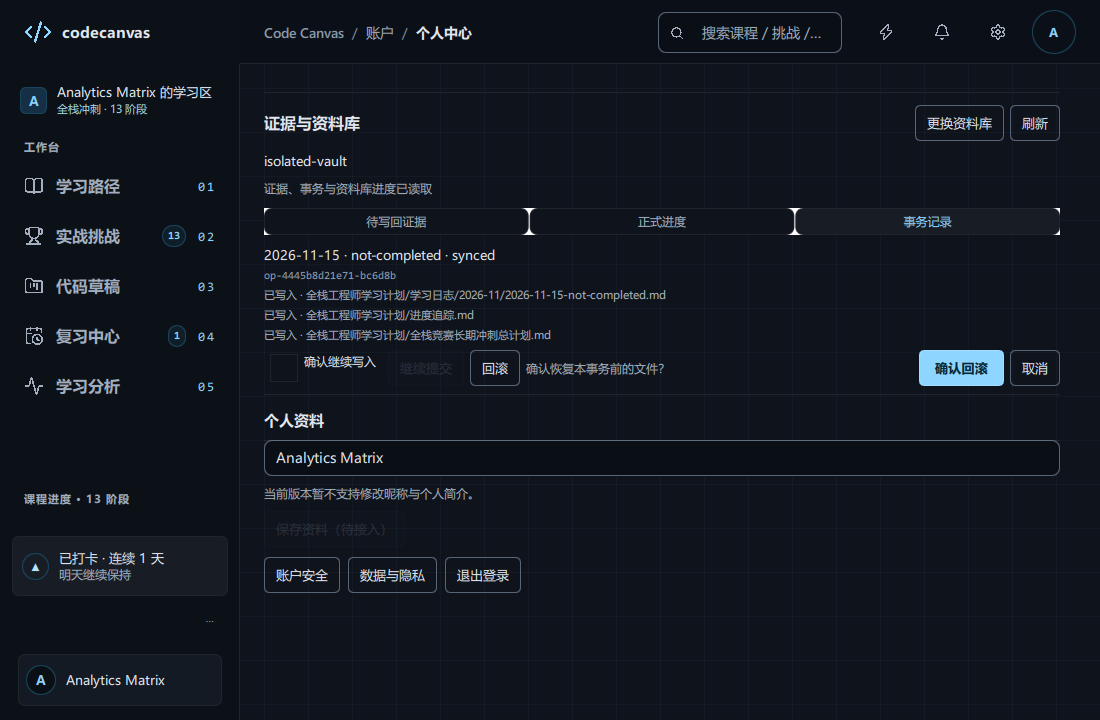 codecanvas
Code Canvas / 账户 / 个人中心
搜索课程 / 挑战 /...
A
A
Analytics Matrix 的学习区
全栈冲刺 · 13 阶段
工作台
学习路径 01
实战挑战 13 02
代码草稿 03
复习中心 1 04
学习分析 05
课程进度 • 13 阶段
▲
已打卡 · 连续 1 天
明天继续保持
...
A
Analytics Matrix
证据与资料库
更换资料库
刷新
isolated-vault
证据、事务与资料库进度已读取
待写回证据
正式进度
事务记录
2026-11-15 · not-completed · synced
op-4445b8d21e71-bc6d8b
已写入 · 全栈工程师学习计划/学习日志/2026-11/2026-11-15-not-completed.md
已写入 · 全栈工程师学习计划/进度追踪.md
已写入 · 全栈工程师学习计划/全栈竞赛长期冲刺总计划.md
确认继续写入
继续提交
回滚
确认恢复本事务前的文件?
确认回滚
取消
个人资料
Analytics Matrix
当前版本暂不支持修改昵称与个人简介。
保存资料（待接入）
账户安全
数据与隐私
退出登录